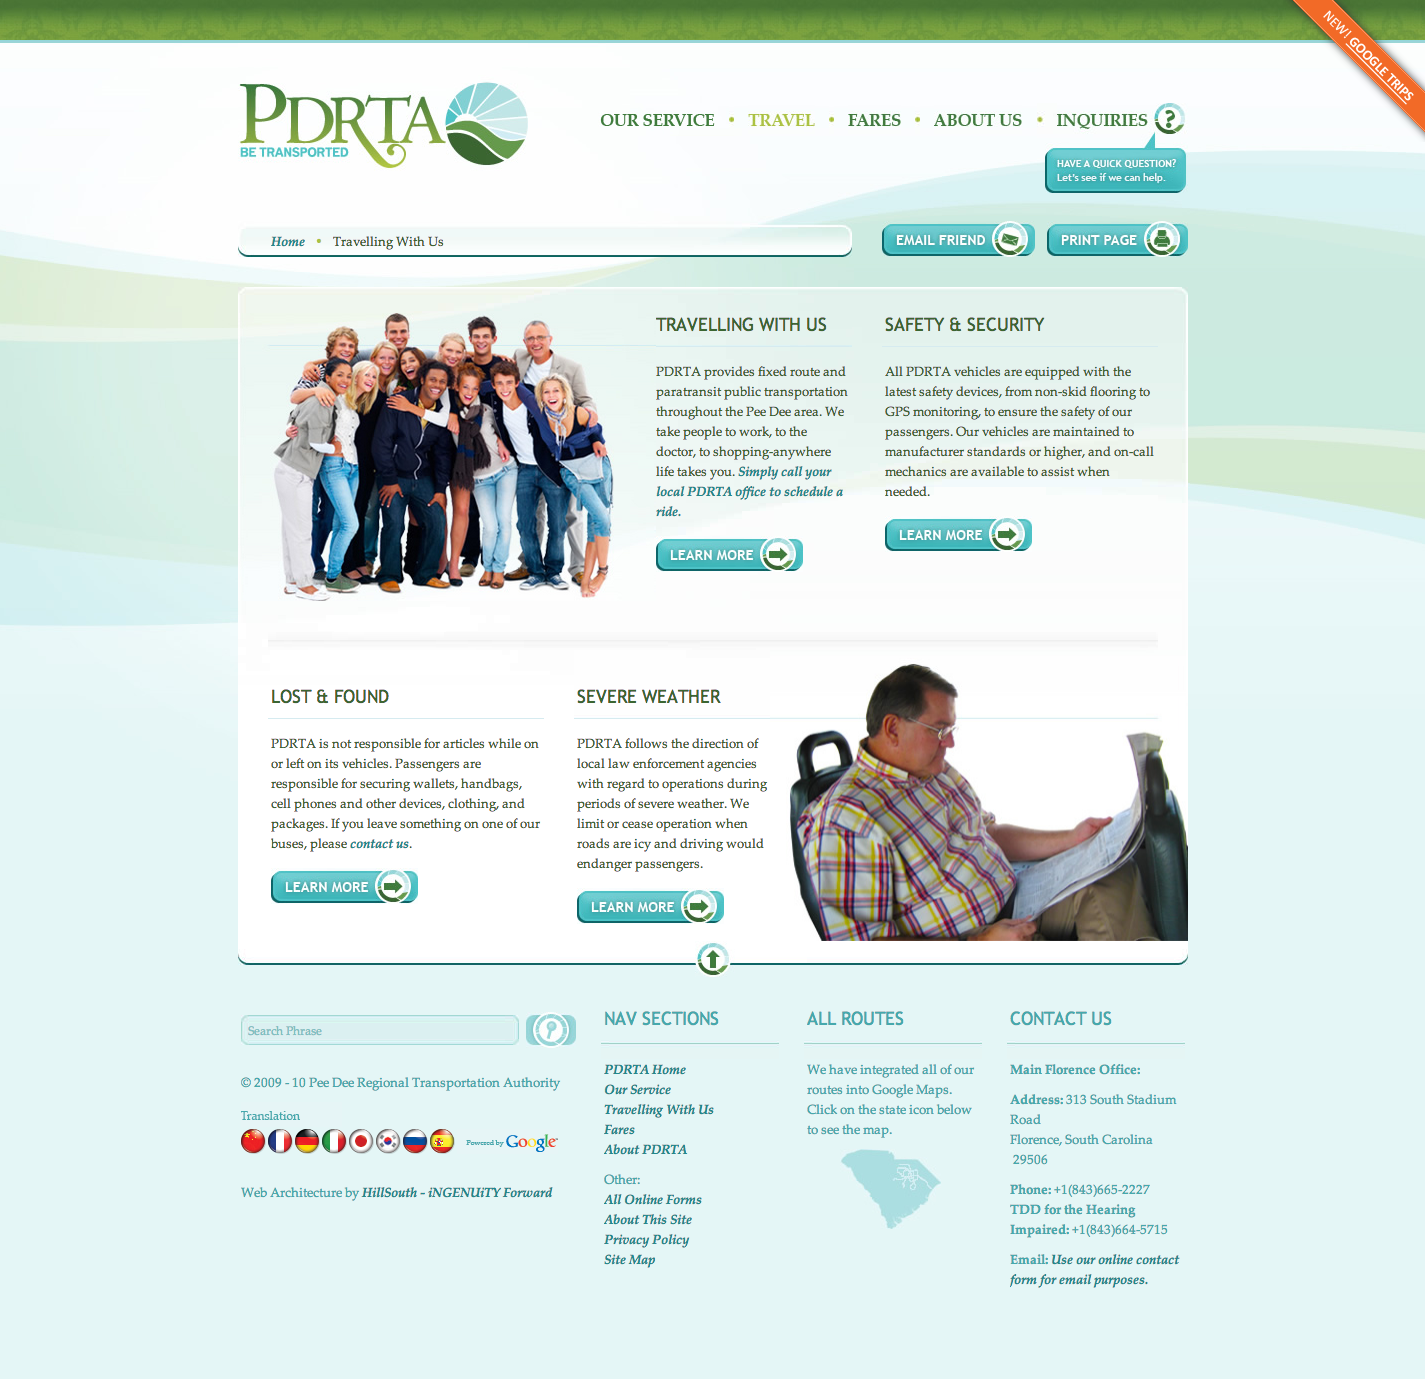 NEW! GOOGLE TRIPS
PDRTA
BE TRANSPORTED
OUR SERVICE • TRAVEL • FARES • ABOUT US • INQUIRIES ?
HAVE A QUICK QUESTION?
Let's see if we can help.
Home • Travelling With Us
EMAIL FRIEND
PRINT PAGE
TRAVELLING WITH US
PDRTA provides fixed route and
paratransit public transportation
throughout the Pee Dee area. We
take people to work, to the
doctor, to shopping-anywhere
life takes you. Simply call your
local PDRTA office to schedule a
ride.
LEARN MORE
SAFETY & SECURITY
All PDRTA vehicles are equipped with the
latest safety devices, from non-skid flooring to
GPS monitoring, to ensure the safety of our
passengers. Our vehicles are maintained to
manufacturer standards or higher, and on-call
mechanics are available to assist when
needed.
LEARN MORE
LOST & FOUND
PDRTA is not responsible for articles while on
or left on its vehicles. Passengers are
responsible for securing wallets, handbags,
cell phones and other devices, clothing, and
packages. If you leave something on one of our
buses, please contact us.
LEARN MORE
SEVERE WEATHER
PDRTA follows the direction of
local law enforcement agencies
with regard to operations during
periods of severe weather. We
limit or cease operation when
roads are icy and driving would
endanger passengers.
LEARN MORE
Search Phrase
© 2009 - 10 Pee Dee Regional Transportation Authority
Translation
Powered by Google
Web Architecture by HillSouth - iNGENUiTY Forward
NAV SECTIONS
PDRTA Home
Our Service
Travelling With Us
Fares
About PDRTA
Other:
All Online Forms
About This Site
Privacy Policy
Site Map
ALL ROUTES
We have integrated all of our
routes into Google Maps.
Click on the state icon below
to see the map.
CONTACT US
Main Florence Office:
Address: 313 South Stadium
Road
Florence, South Carolina
29506
Phone: +1(843)665-2227
TDD for the Hearing
Impaired: +1(843)664-5715
Email: Use our online contact
form for email purposes.